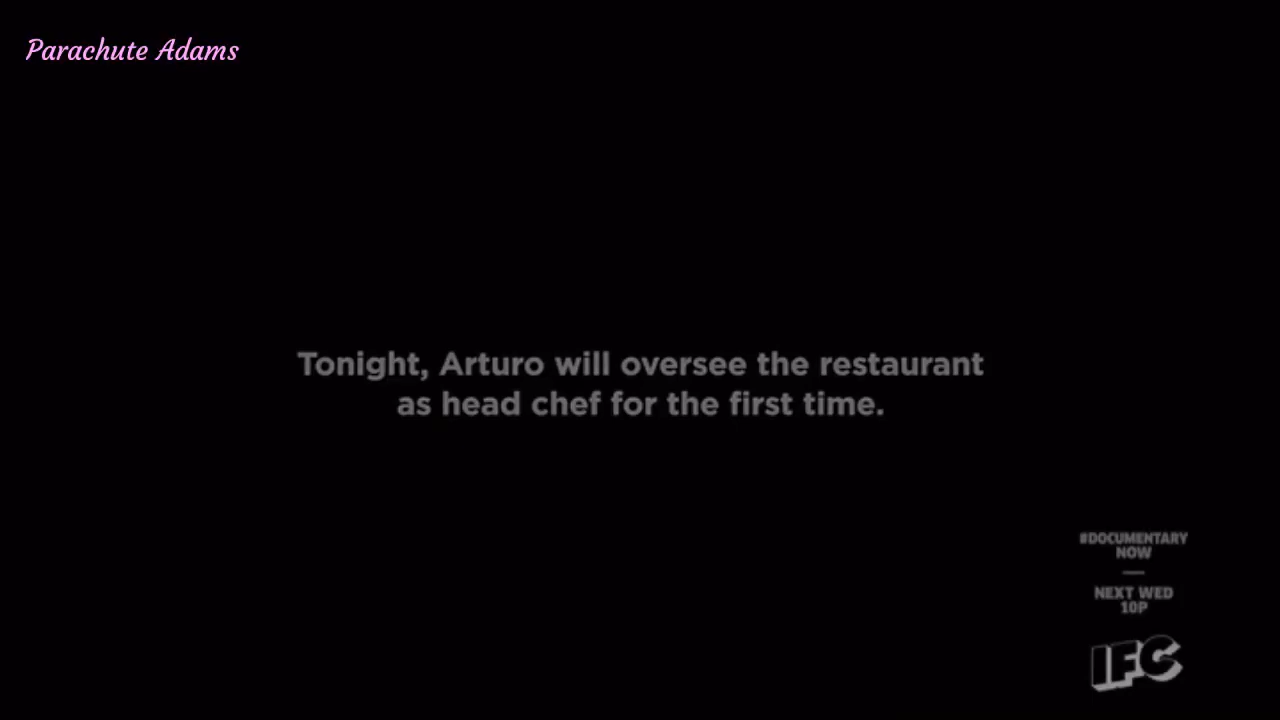 Parachute Adams
Tonight, Arturo will oversee the restaurant
as head chef for the first time.
#DOCUMENTARY
NOW
NEXT WED
10P
IFC